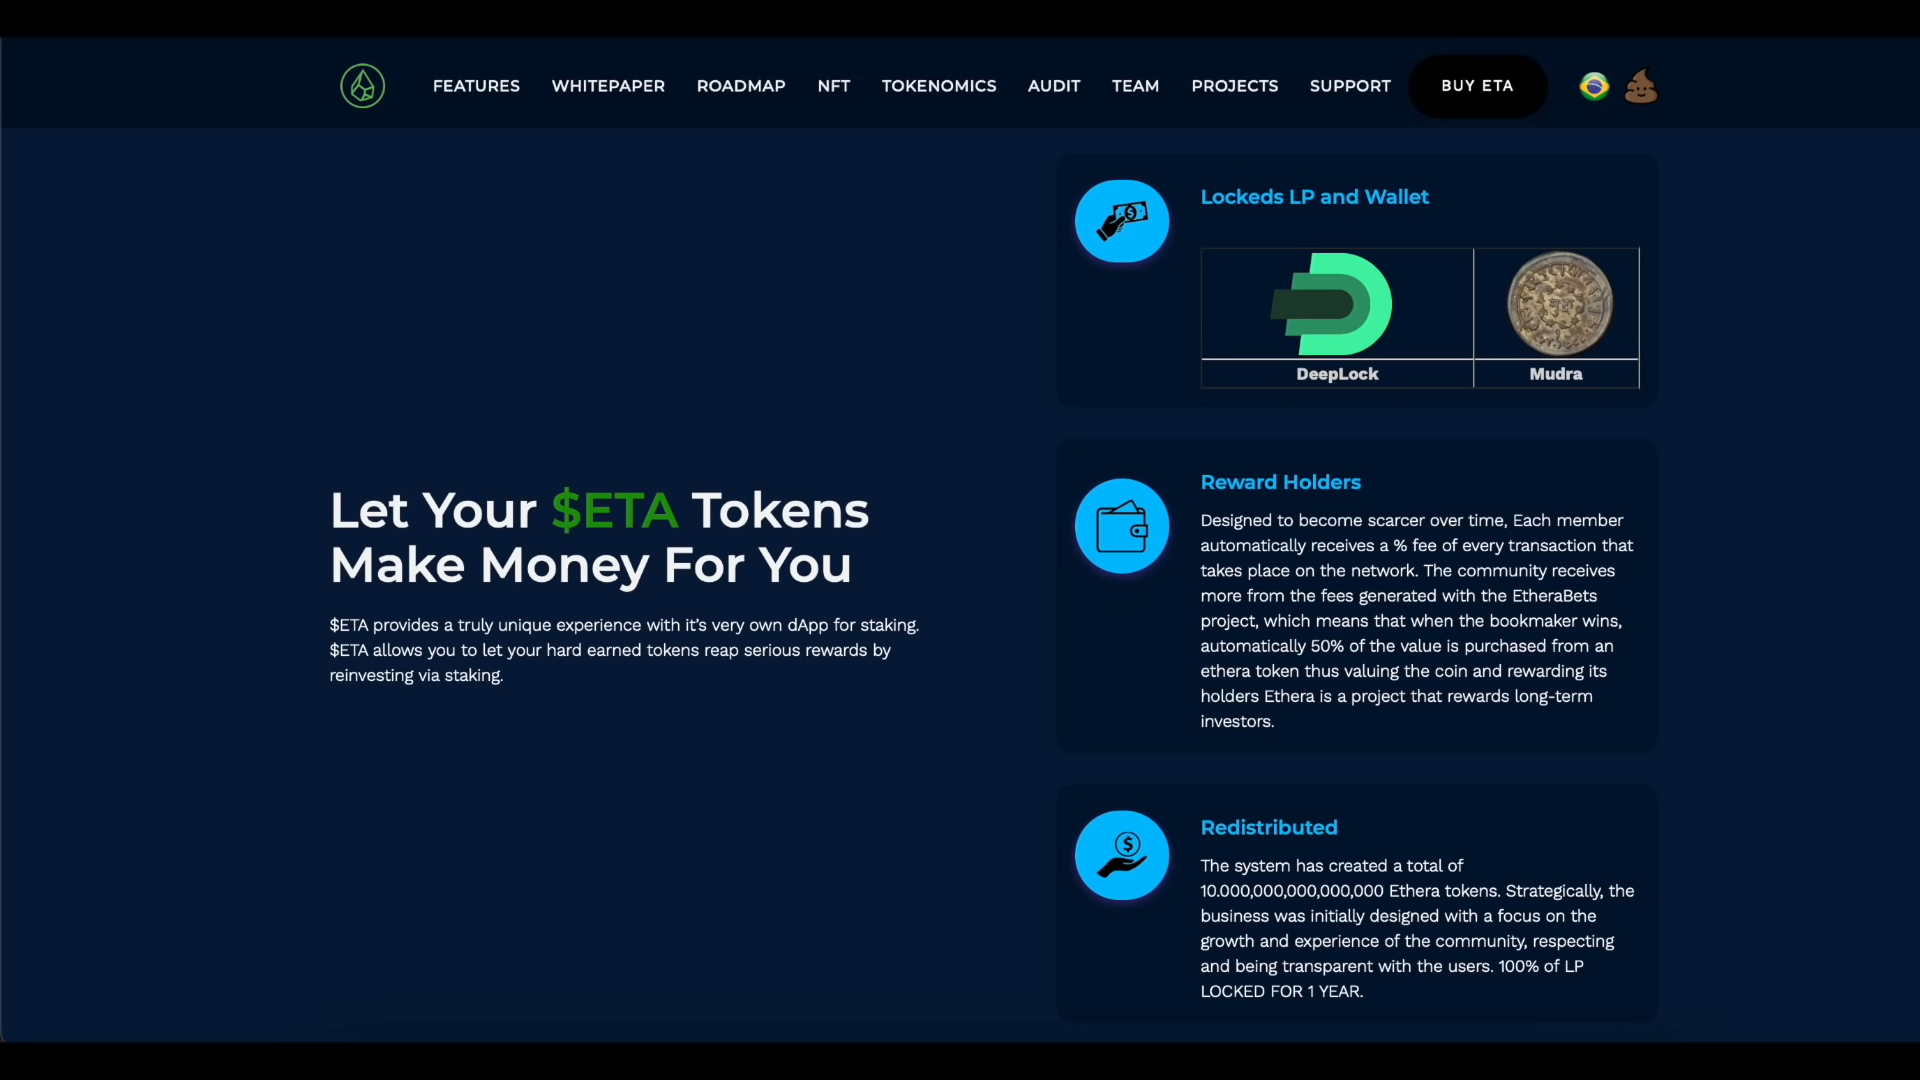 FEATURES WHITEPAPER ROADMAP NFT TOKENOMICS AUDIT TEAM PROJECTS SUPPORT BUY ETA
Let Your $ETA Tokens
Make Money For You
$ETA provides a truly unique experience with it's very own dApp for staking.
$ETA allows you to let your hard earned tokens reap serious rewards by
reinvesting via staking.
Lockeds LP and Wallet
DeepLock Mudra
Reward Holders
Designed to become scarcer over time, Each member
automatically receives a % fee of every transaction that
takes place on the network. The community receives
more from the fees generated with the EtheraBets
project, which means that when the bookmaker wins,
automatically 50% of the value is purchased from an
ethera token thus valuing the coin and rewarding its
holders Ethera is a project that rewards long-term
investors.
Redistributed
The system has created a total of
10.000,000,000,000,000 Ethera tokens. Strategically, the
business was initially designed with a focus on the
growth and experience of the community, respecting
and being transparent with the users. 100% of LP
LOCKED FOR 1 YEAR.